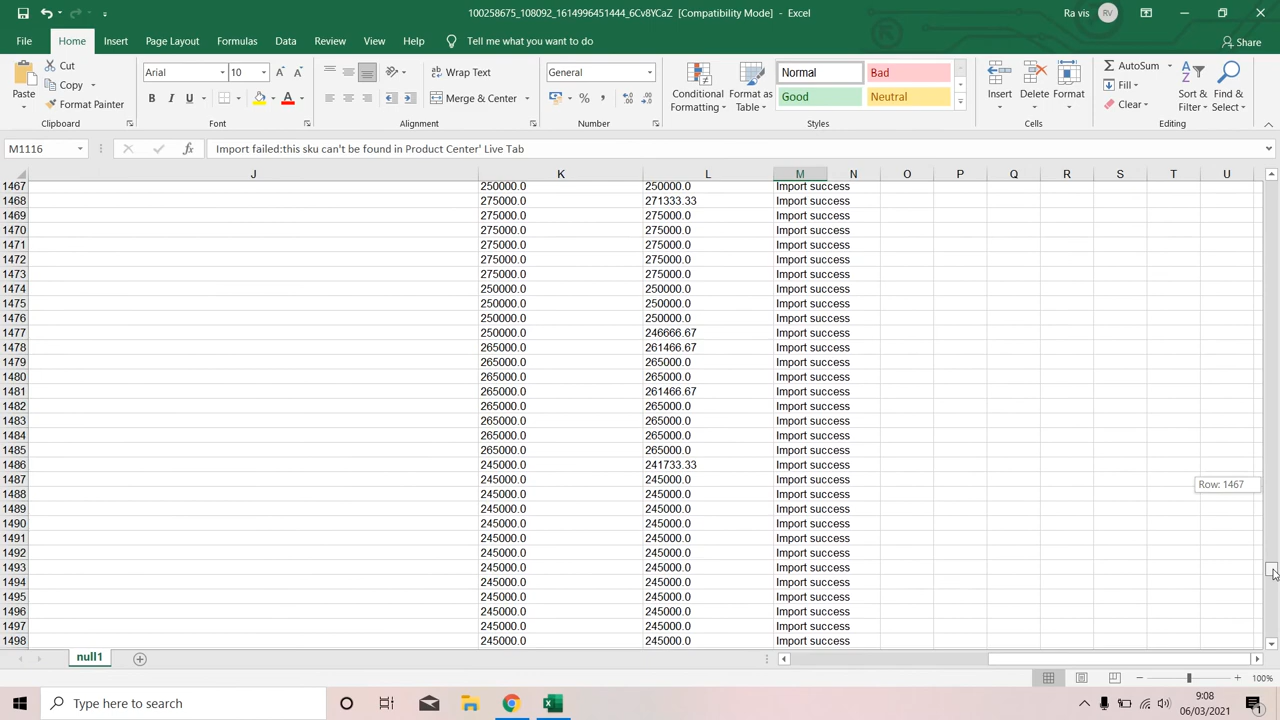 100258675_108092_1614996451444_6Cv8YCaZ [Compatibility Mode] - Excel
Ra vis RV
File Home Insert Page Layout Formulas Data Review View Help Tell me what you want to do Share
Paste Cut Copy Format Painter Clipboard
Arial 10 Font
Wrap Text Merge & Center Alignment
General Number
Conditional Formatting Format as Table Normal Bad Good Neutral Styles
Insert Delete Format Cells
AutoSum Fill Clear Sort & Filter Find & Select Editing
M1116 Import failed:this sku can't be found in Product Center' Live Tab
J K L M N O P Q R S T U
1467 250000.0 250000.0 Import success
1468 275000.0 271333.33 Import success
1469 275000.0 275000.0 Import success
1470 275000.0 275000.0 Import success
1471 275000.0 275000.0 Import success
1472 275000.0 275000.0 Import success
1473 275000.0 275000.0 Import success
1474 250000.0 250000.0 Import success
1475 250000.0 250000.0 Import success
1476 250000.0 250000.0 Import success
1477 250000.0 246666.67 Import success
1478 265000.0 261466.67 Import success
1479 265000.0 265000.0 Import success
1480 265000.0 265000.0 Import success
1481 265000.0 261466.67 Import success
1482 265000.0 265000.0 Import success
1483 265000.0 265000.0 Import success
1484 265000.0 265000.0 Import success
1485 265000.0 265000.0 Import success
1486 245000.0 241733.33 Import success
1487 245000.0 245000.0 Import success Row: 1467
1488 245000.0 245000.0 Import success
1489 245000.0 245000.0 Import success
1490 245000.0 245000.0 Import success
1491 245000.0 245000.0 Import success
1492 245000.0 245000.0 Import success
1493 245000.0 245000.0 Import success
1494 245000.0 245000.0 Import success
1495 245000.0 245000.0 Import success
1496 245000.0 245000.0 Import success
1497 245000.0 245000.0 Import success
1498 245000.0 245000.0 Import success
null1
100%
Type here to search
9:08
06/03/2021
1